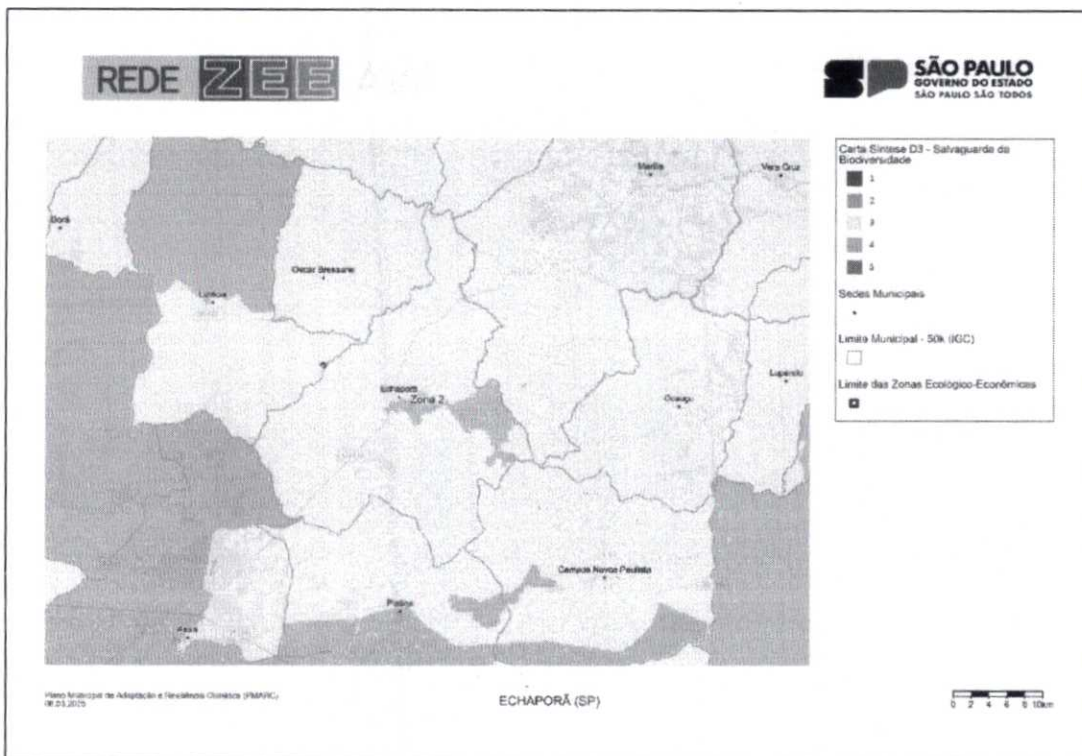 REDE ZEE
SÃO PAULO
GOVERNO DO ESTADO
SÃO PAULO SÃO TODOS
Carta Síntese D3 - Salvaguarda da
Biodiversidade
1
2
3
4
5
Sedes Municipais
Limite Municipal - 50k (IGC)
Limite das Zonas Ecológico-Econômicas
Marília
Vera Cruz
Borá
Oscar Bressane
Lutécia
Echaporã
Zona 2
Ocauçu
Lupércio
Campos Novos Paulista
Platina
Assis
Plano Municipal de Adaptação e Resiliência Climática (PMARC)
ECHAPORÃ (SP)
0 2 4 6 8 10km